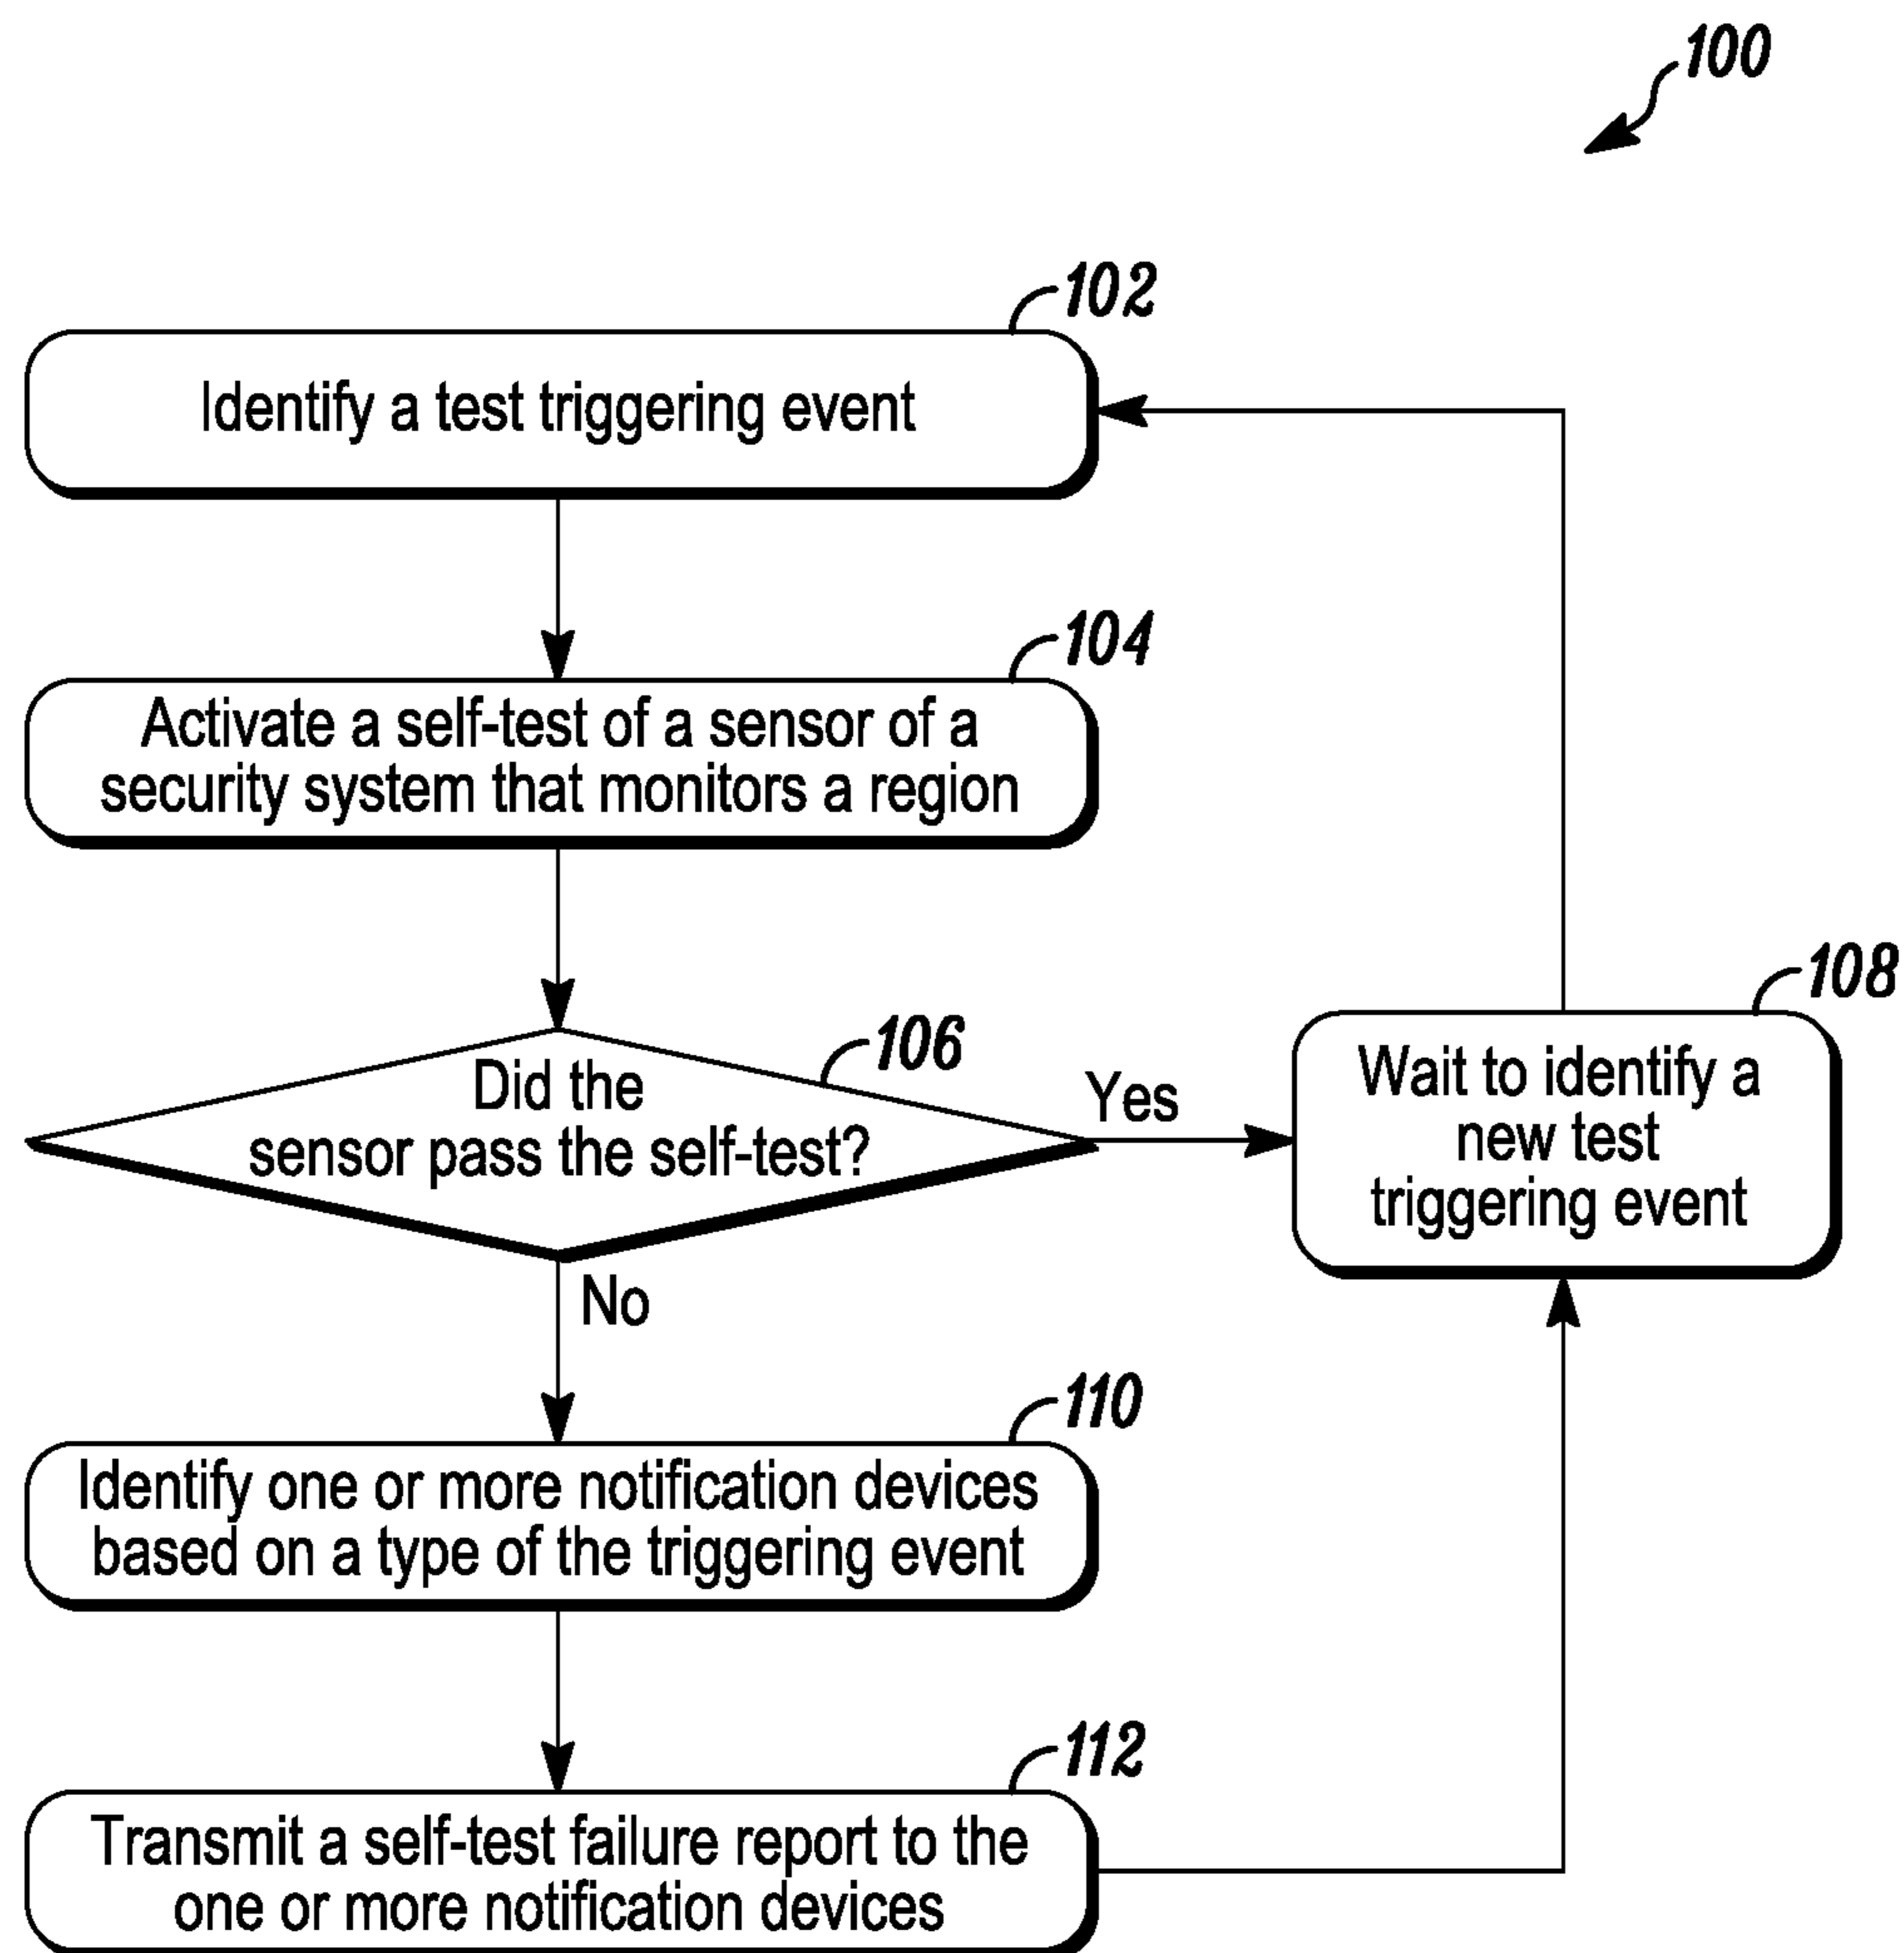 100
102
Identify a test triggering event
104
Activate a self-test of a sensor of a
security system that monitors a region
106
Did the
sensor pass the self-test?
Yes
108
Wait to identify a
new test
triggering event
No
110
Identify one or more notification devices
based on a type of the triggering event
112
Transmit a self-test failure report to the
one or more notification devices